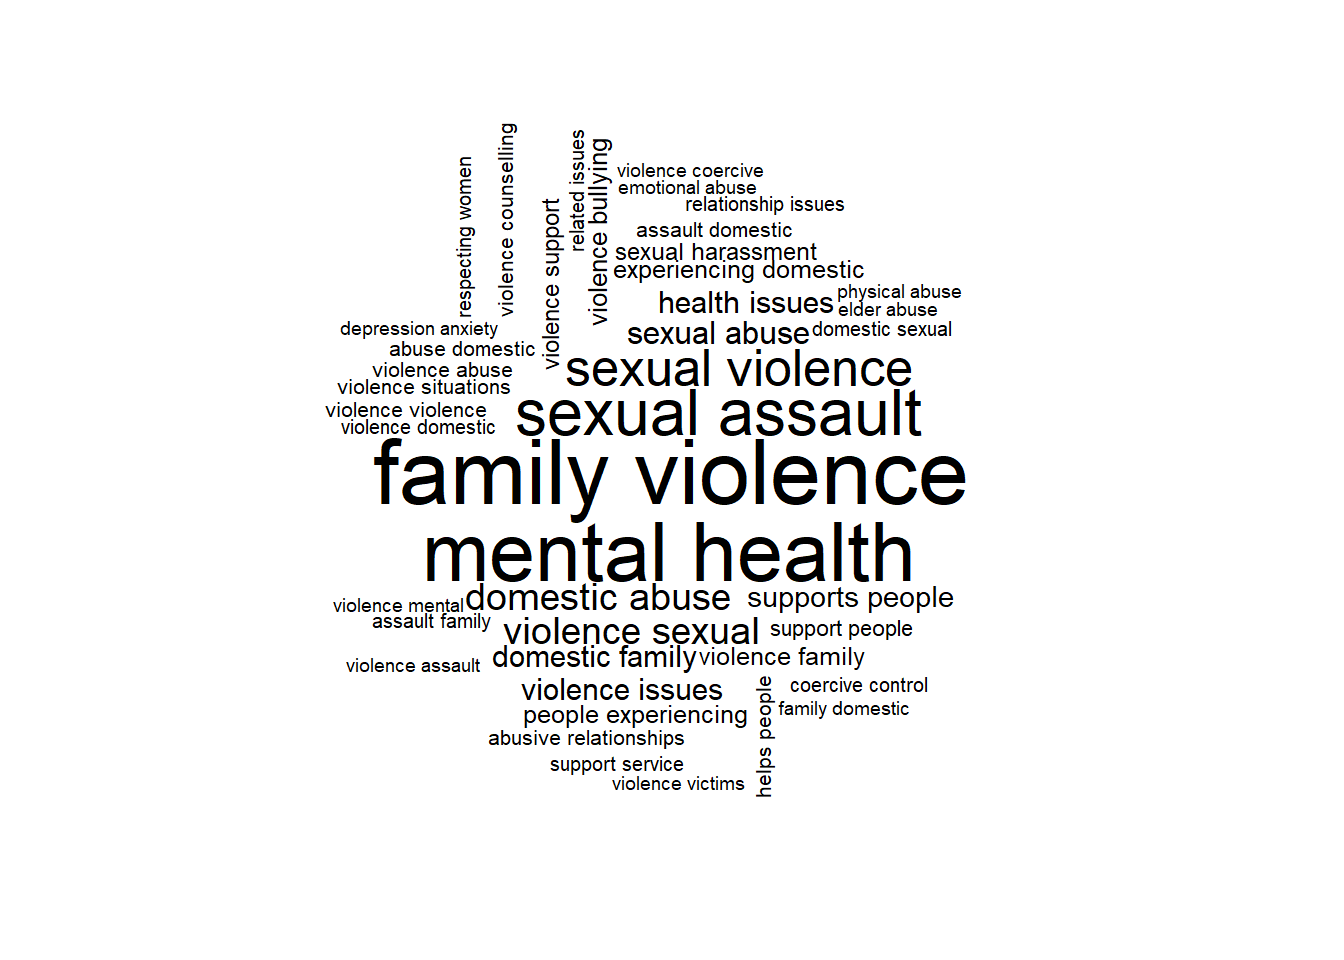 respecting women
violence counselling
violence support
related issues
violence bullying
violence coercive
emotional abuse
relationship issues
assault domestic
sexual harassment
experiencing domestic
health issues
physical abuse
elder abuse
sexual abuse
domestic sexual
depression anxiety
abuse domestic
violence abuse
violence situations
violence violence
violence domestic
sexual violence
sexual assault
family violence
mental health
violence mental
domestic abuse
supports people
assault family
violence sexual
support people
violence assault
domestic family
violence family
violence issues
coercive control
people experiencing
helps people
family domestic
abusive relationships
support service
violence victims